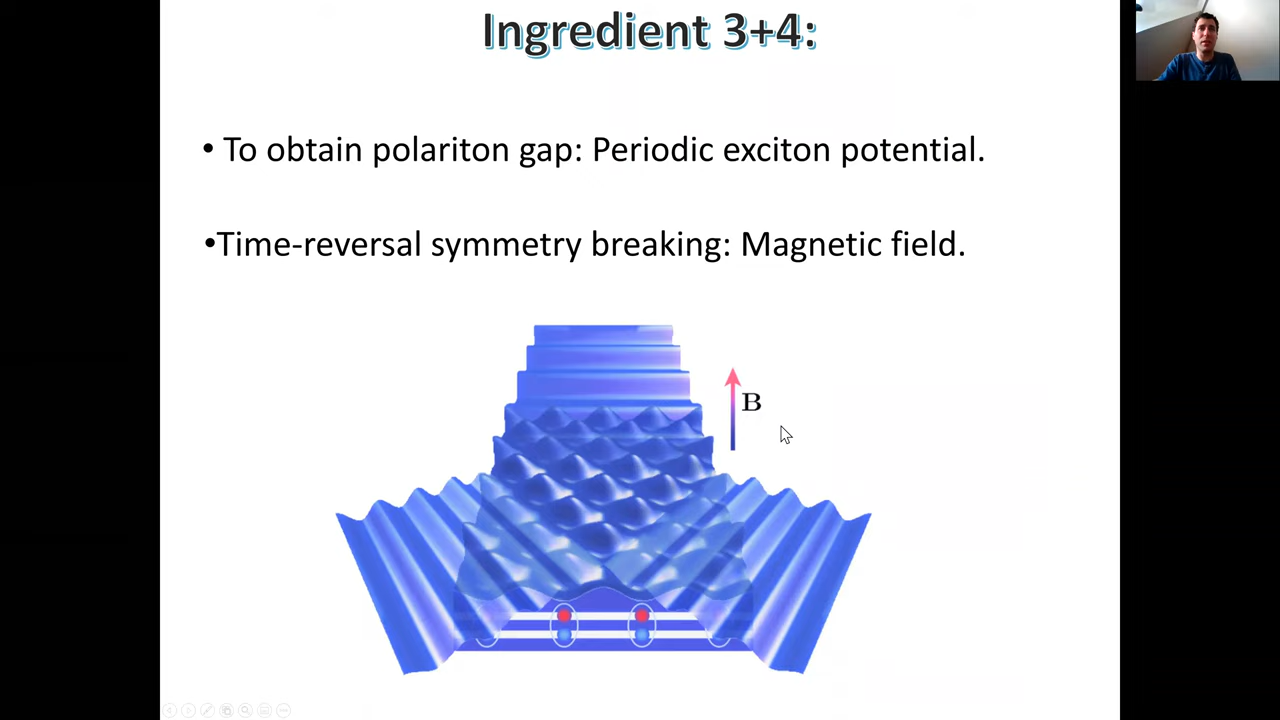 Ingredient 3+4:
• To obtain polariton gap: Periodic exciton potential.
•Time-reversal symmetry breaking: Magnetic field.
B